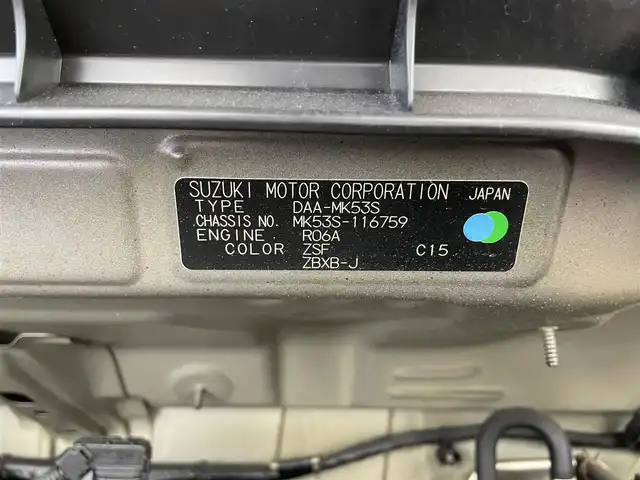 SUZUKI MOTOR CORPORATION JAPAN
TYPE DAA-MK53S
CHASSIS NO. MK53S-116759
ENGINE R06A
COLOR ZSF C15
ZBXB-J